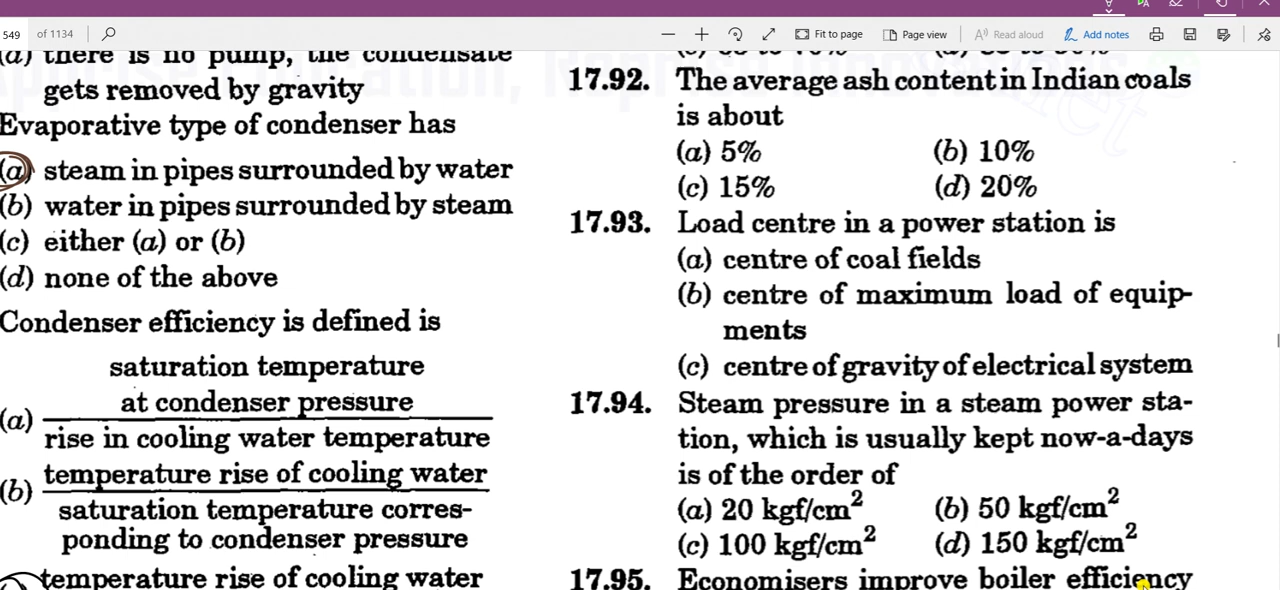 549 of 1134
Fit to page
Page view
Read aloud
Add notes
(a) there is no pump, the condensate
gets removed by gravity
Evaporative type of condenser has
(a) steam in pipes surrounded by water
(b) water in pipes surrounded by steam
(c) either (a) or (b)
(d) none of the above
Condenser efficiency is defined is
saturation temperature
at condenser pressure
(a)
rise in cooling water temperature
temperature rise of cooling water
(b)
saturation temperature corres-
ponding to condenser pressure
temperature rise of cooling water
17.92. The average ash content in Indian coals
is about
(a) 5% (b) 10%
(c) 15% (d) 20%
17.93. Load centre in a power station is
(a) centre of coal fields
(b) centre of maximum load of equip-
ments
(c) centre of gravity of electrical system
17.94. Steam pressure in a steam power sta-
tion, which is usually kept now-a-days
is of the order of
(a) 20 kgf/cm² (b) 50 kgf/cm²
(c) 100 kgf/cm² (d) 150 kgf/cm²
17.95. Economisers improve boiler efficiency